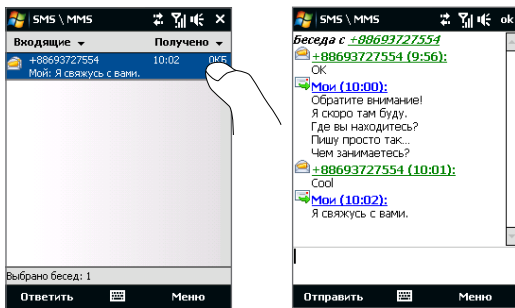 SMS \ MMS
Входящие Получено
+88693727554 10:02 0КБ
Мой: Я свяжусь с вами.
Выбрано бесед: 1
Ответить Меню
SMS \ MMS ok
Беседа с +88693727554
+88693727554 (9:56):
OK
Мои (10:00):
Обратите внимание!
Я скоро там буду.
Где вы находитесь?
Пишу просто так...
Чем занимаетесь?
+88693727554 (10:01):
Cool
Мои (10:02):
Я свяжусь с вами.
Отправить Меню